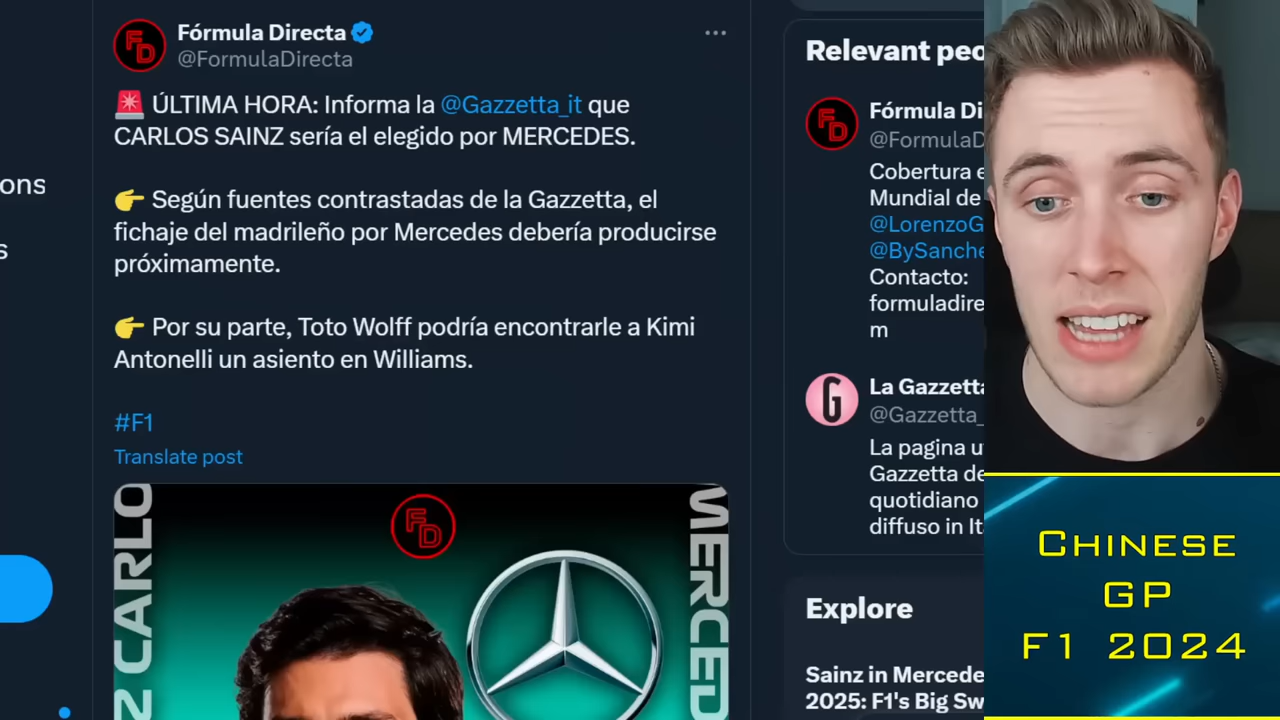 Fórmula Directa
@FormulaDirecta
🚨 ÚLTIMA HORA: Informa la @Gazzetta_it que
CARLOS SAINZ sería el elegido por MERCEDES.
👉 Según fuentes contrastadas de la Gazzetta, el
fichaje del madrileño por Mercedes debería producirse
próximamente.
👉 Por su parte, Toto Wolff podría encontrarle a Kimi
Antonelli un asiento en Williams.
#F1
Translate post
FD
Z CARLO
MERCED
ons
s
Relevant peo
Fórmula Di
@FormulaD
Cobertura e
Mundial de
@LorenzoG
@BySanche
Contacto:
formuladire
m
La Gazzetta
@Gazzetta_
La pagina u
Gazzetta de
quotidiano
diffuso in It
Explore
Sainz in Mercede
2025: F1's Big Sw
CHINESE
GP
F1 2024